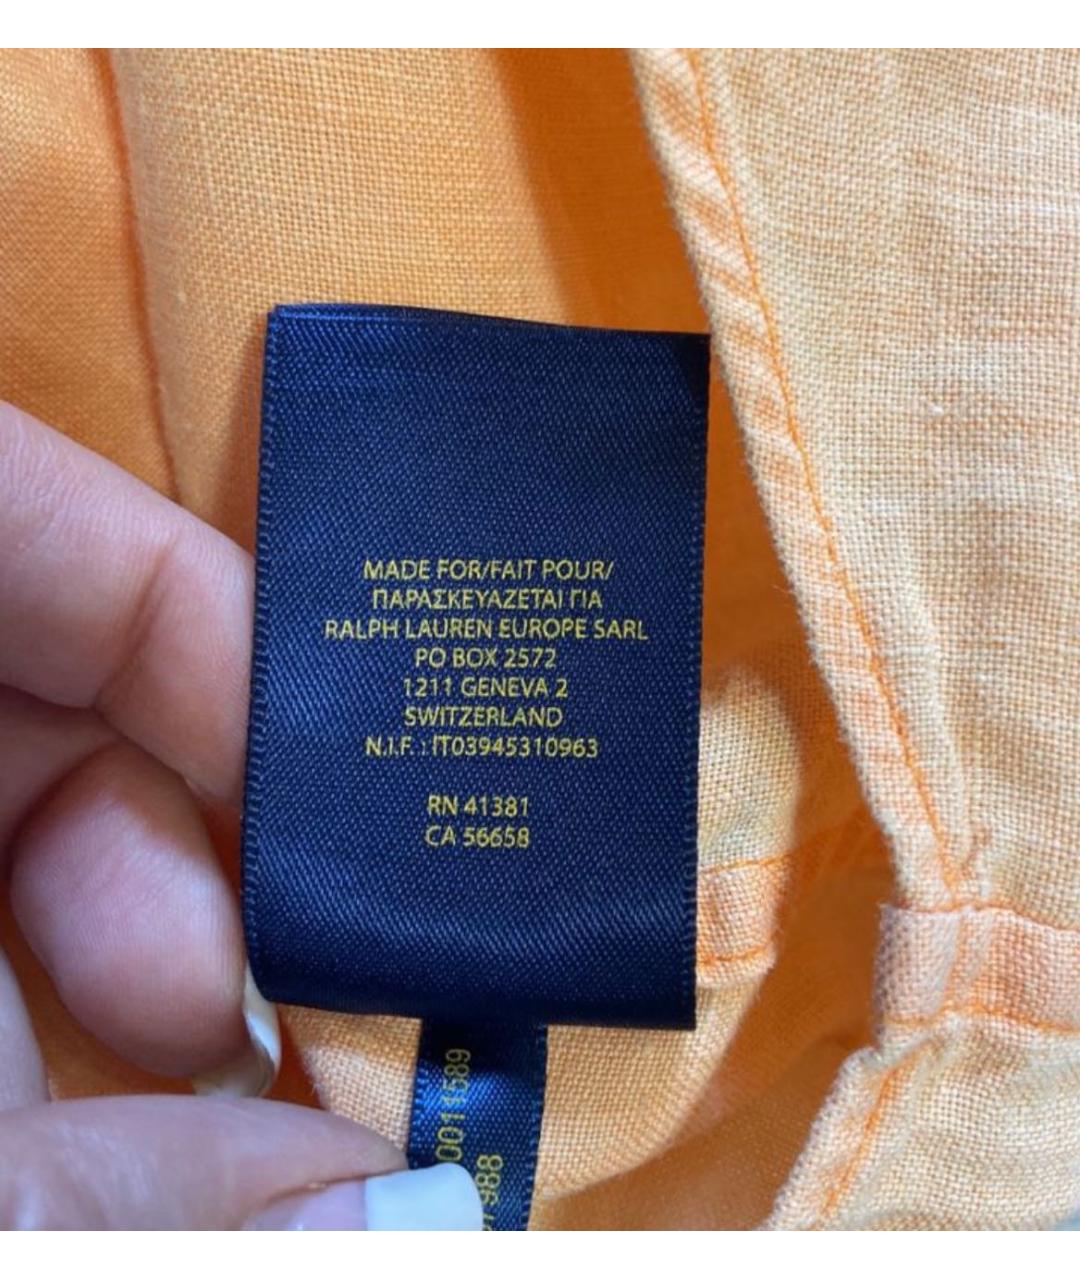 MADE FOR/FAIT POUR/
ΠΑΡΑΣΚΕΥΑΖΕΤΑΙ ΓΙΑ
RALPH LAUREN EUROPE SARL
PO BOX 2572
1211 GENEVA 2
SWITZERLAND
N.I.F. : IT03945310963
RN 41381
CA 56658
0011589